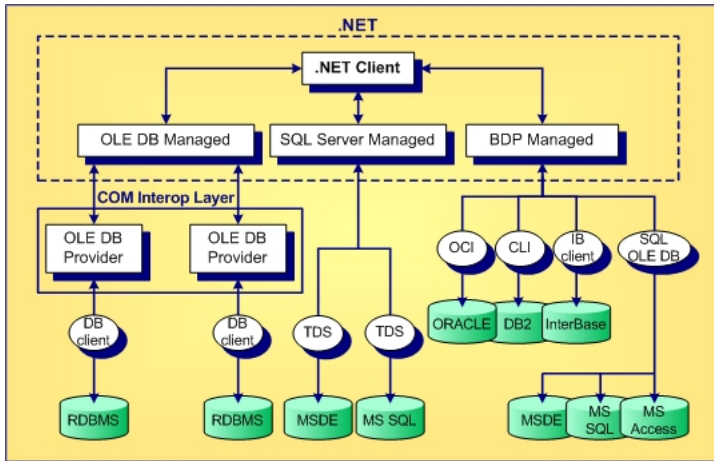 .NET
.NET Client
OLE DB Managed
SQL Server Managed
BDP Managed
COM Interop Layer
OLE DB
Provider
OLE DB
Provider
OCI
CLI
IB
client
SQL
OLE DB
DB
client
DB
client
TDS
TDS
ORACLE
DB2
InterBase
RDBMS
RDBMS
MSDE
MS SQL
MSDE
MS
SQL
MS
Access